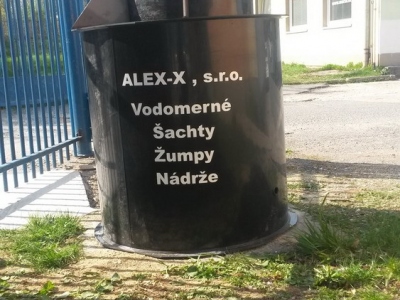 ALEX-X , s.r.o.
Vodomerné
Šachty
Žumpy
Nádrže